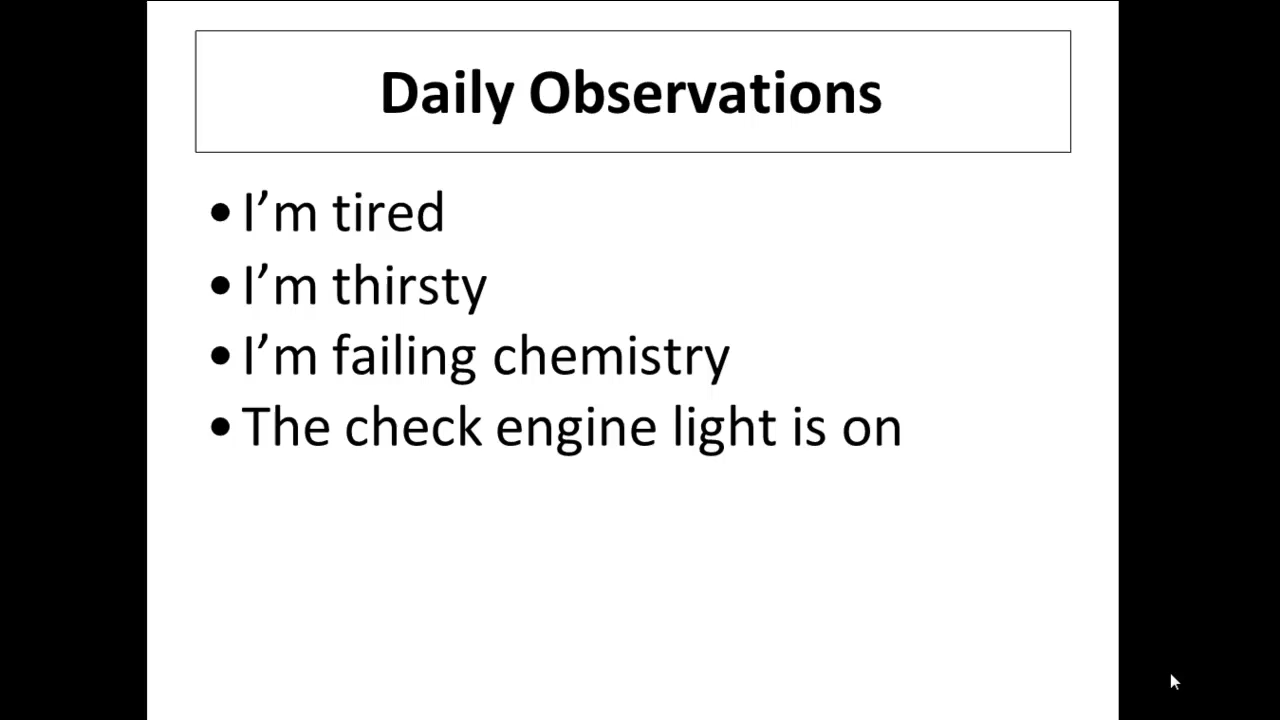 Daily Observations
•I’m tired
•I’m thirsty
•I’m failing chemistry
•The check engine light is on